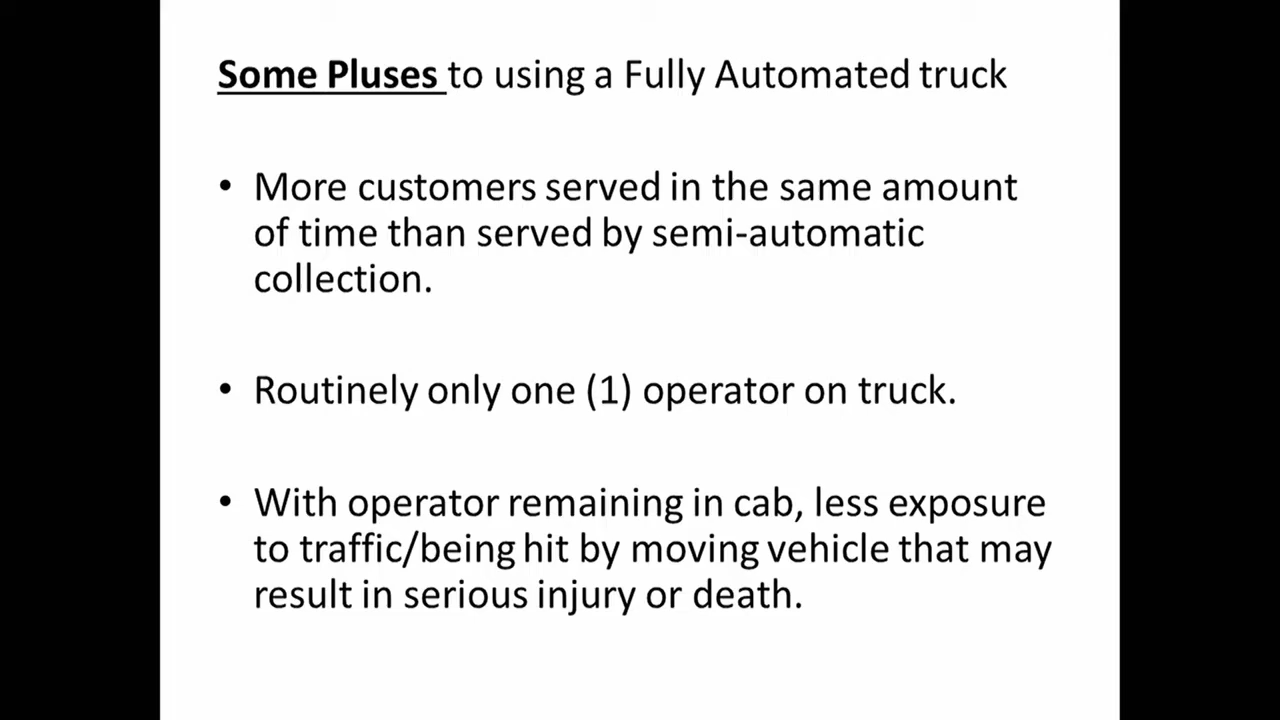 Some Pluses to using a Fully Automated truck
• More customers served in the same amount
of time than served by semi-automatic
collection.
• Routinely only one (1) operator on truck.
• With operator remaining in cab, less exposure
to traffic/being hit by moving vehicle that may
result in serious injury or death.